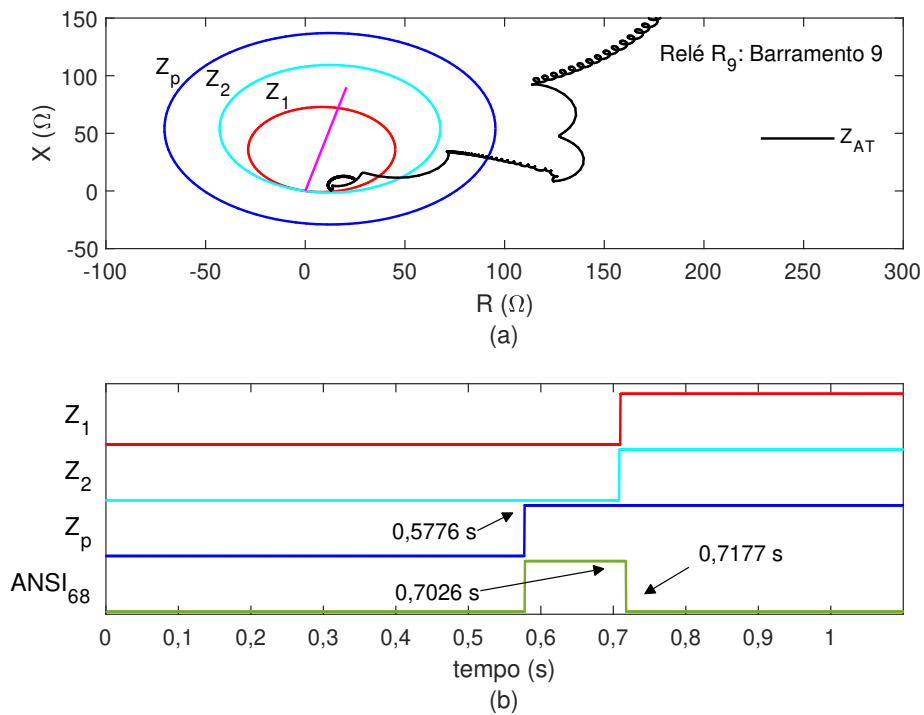 150
100
50
0
-50
X (Ω)
Z_p
Z_2
Z_1
Relé R_9: Barramento 9
Z_AT
-100 -50 0 50 100 150 200 250 300
R (Ω)
(a)
Z_1
Z_2
Z_p
ANSI_68
0,5776 s
0,7026 s
0,7177 s
0 0,1 0,2 0,3 0,4 0,5 0,6 0,7 0,8 0,9 1
tempo (s)
(b)